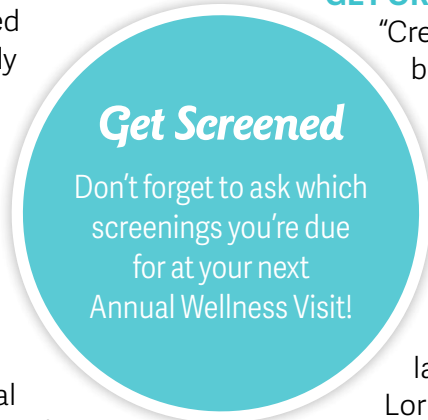 Get Screened
Don’t forget to ask which
screenings you’re due
for at your next
Annual Wellness Visit!